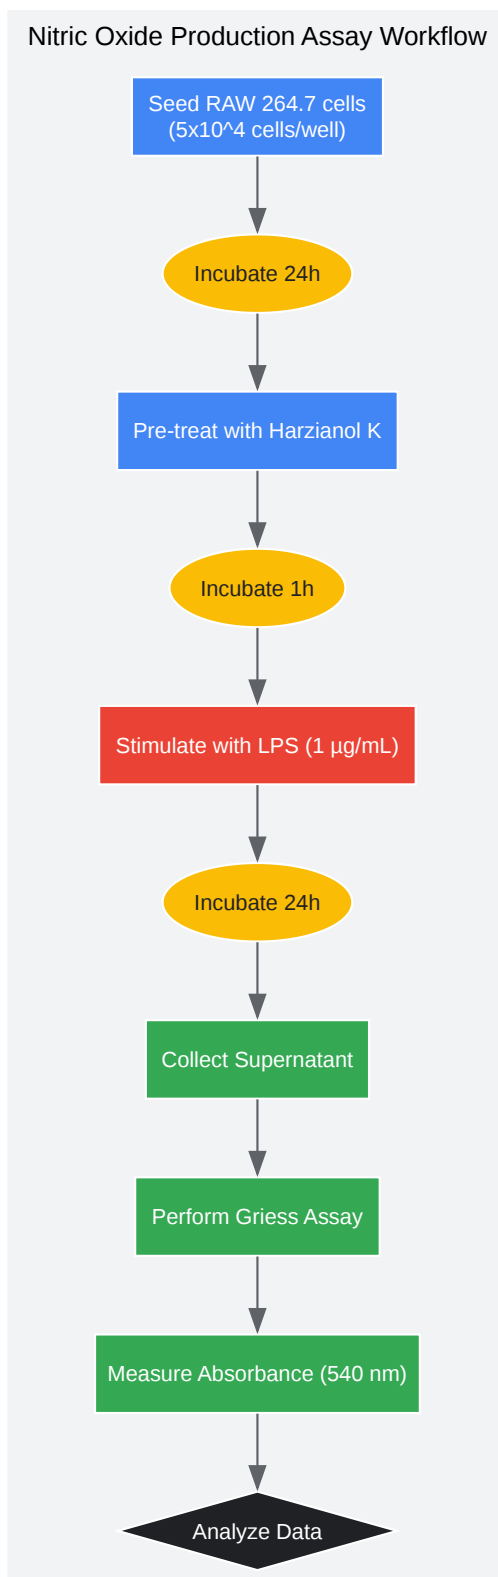 Nitric Oxide Production Assay Workflow
Seed RAW 264.7 cells
(5x10^4 cells/well)
Incubate 24h
Pre-treat with Harzianol K
Incubate 1h
Stimulate with LPS (1 µg/mL)
Incubate 24h
Collect Supernatant
Perform Griess Assay
Measure Absorbance (540 nm)
Analyze Data